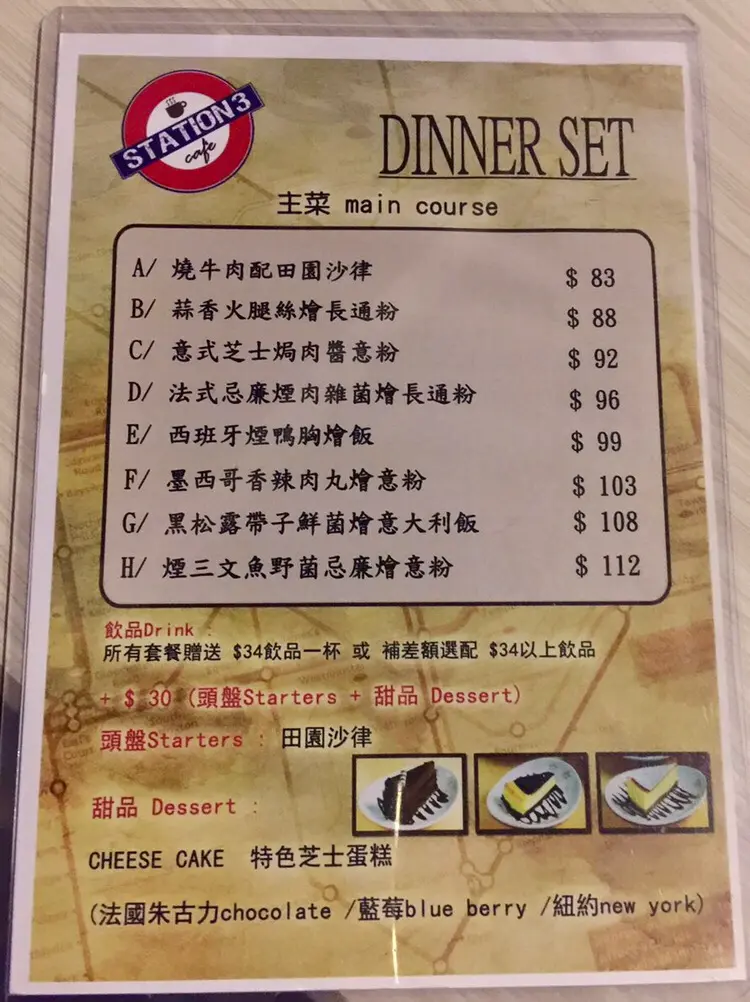 STATION3
cafe
DINNER SET
主菜 main course
A/ 燒牛肉配田園沙律 $ 83
B/ 蒜香火腿絲燴長通粉 $ 88
C/ 意式芝士焗肉醬意粉 $ 92
D/ 法式忌廉煙肉雜菌燴長通粉 $ 96
E/ 西班牙煙鴨胸燴飯 $ 99
F/ 墨西哥香辣肉丸燴意粉 $ 103
G/ 黑松露帶子鮮菌燴意大利飯 $ 108
H/ 煙三文魚野菌忌廉燴意粉 $ 112
飲品Drink :
所有套餐贈送 $34飲品一杯 或 補差額選配 $34以上飲品
+ $ 30 (頭盤Starters + 甜品 Dessert)
頭盤Starters : 田園沙律
甜品 Dessert :
CHEESE CAKE 特色芝士蛋糕
(法國朱古力chocolate /藍莓blue berry /紐約new york)